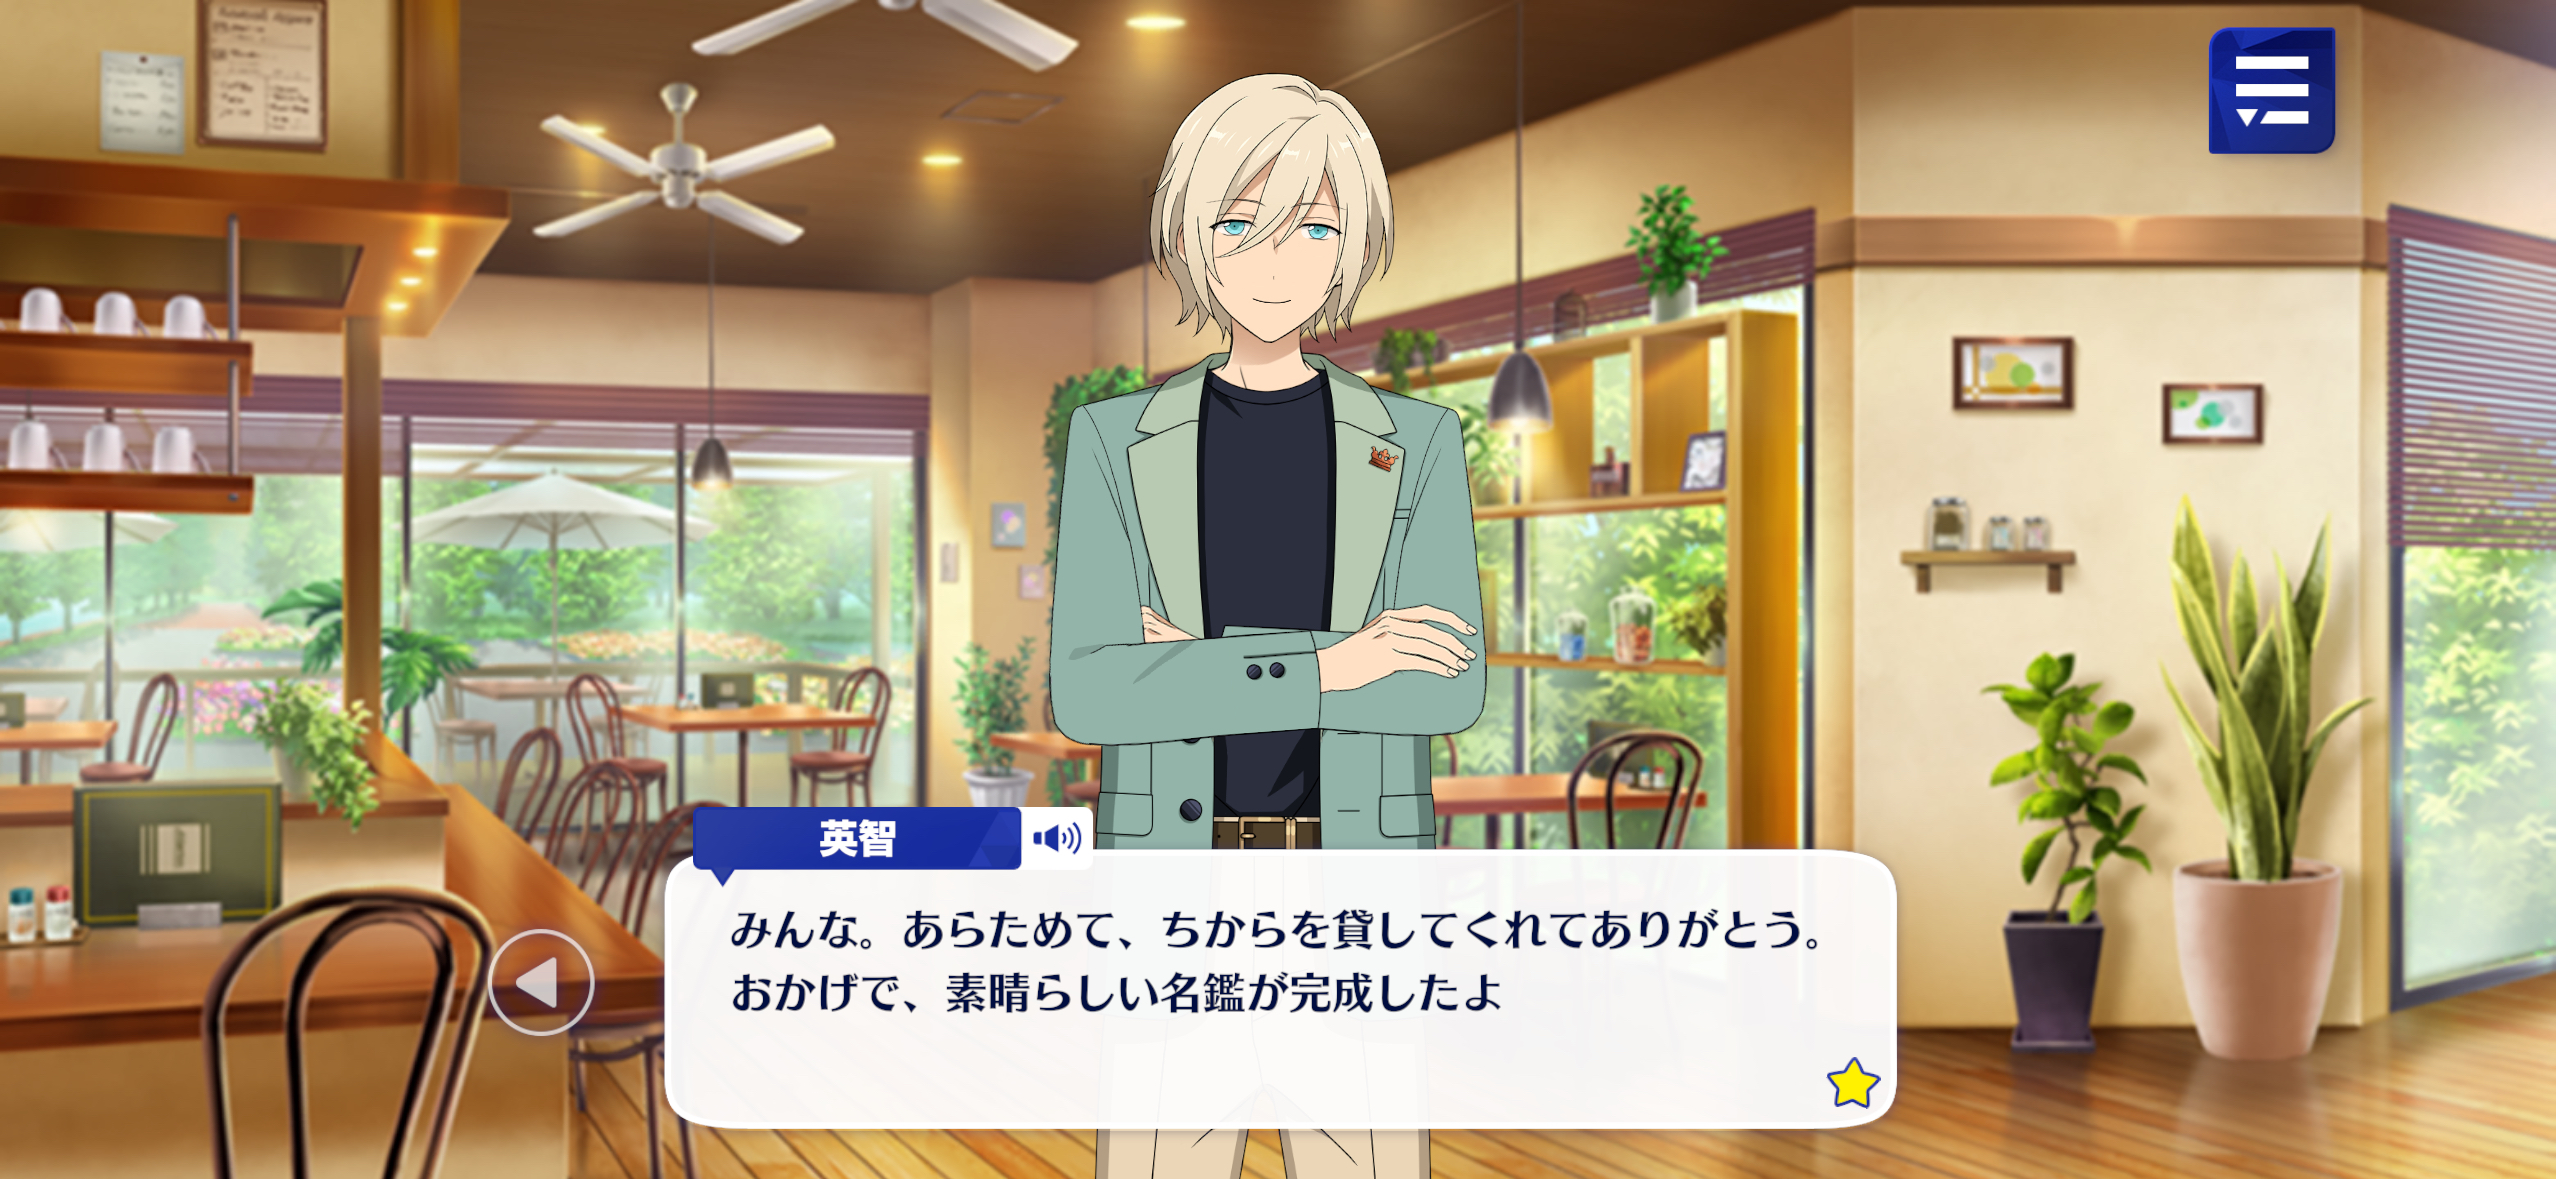 英智
みんな。あらためて、ちからを貸してくれてありがとう。
おかげで、素晴らしい名鑑が完成したよ